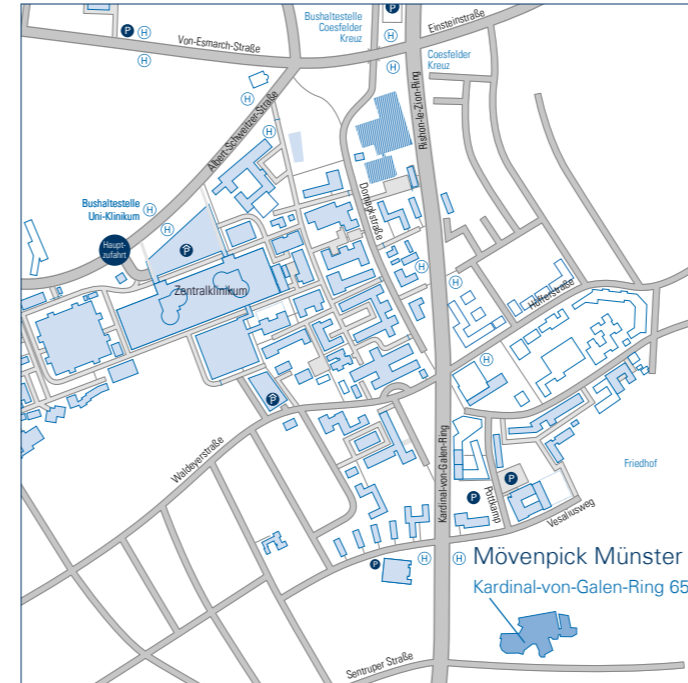 P
H
H
Von-Esmarch-Straße
Bushaltestelle
Coesfelder
Kreuz
P
H
H
Einsteinstraße
Coesfelder
Kreuz
H
H
Albert-Schweitzer-Straße
Rishon-le-Zion-Ring
Domagkstraße
Bushaltestelle
Uni-Klinikum
H
H
Haupt-
zufahrt
P
Zentralklinikum
H
H
Hüfferstraße
H
P
Waldeyerstraße
Kardinal-von-Galen-Ring
P
P
Pottkamp
Friedhof
Vesaliusweg
P
H
H
Mövenpick Münster
Kardinal-von-Galen-Ring 65
Sentruper Straße